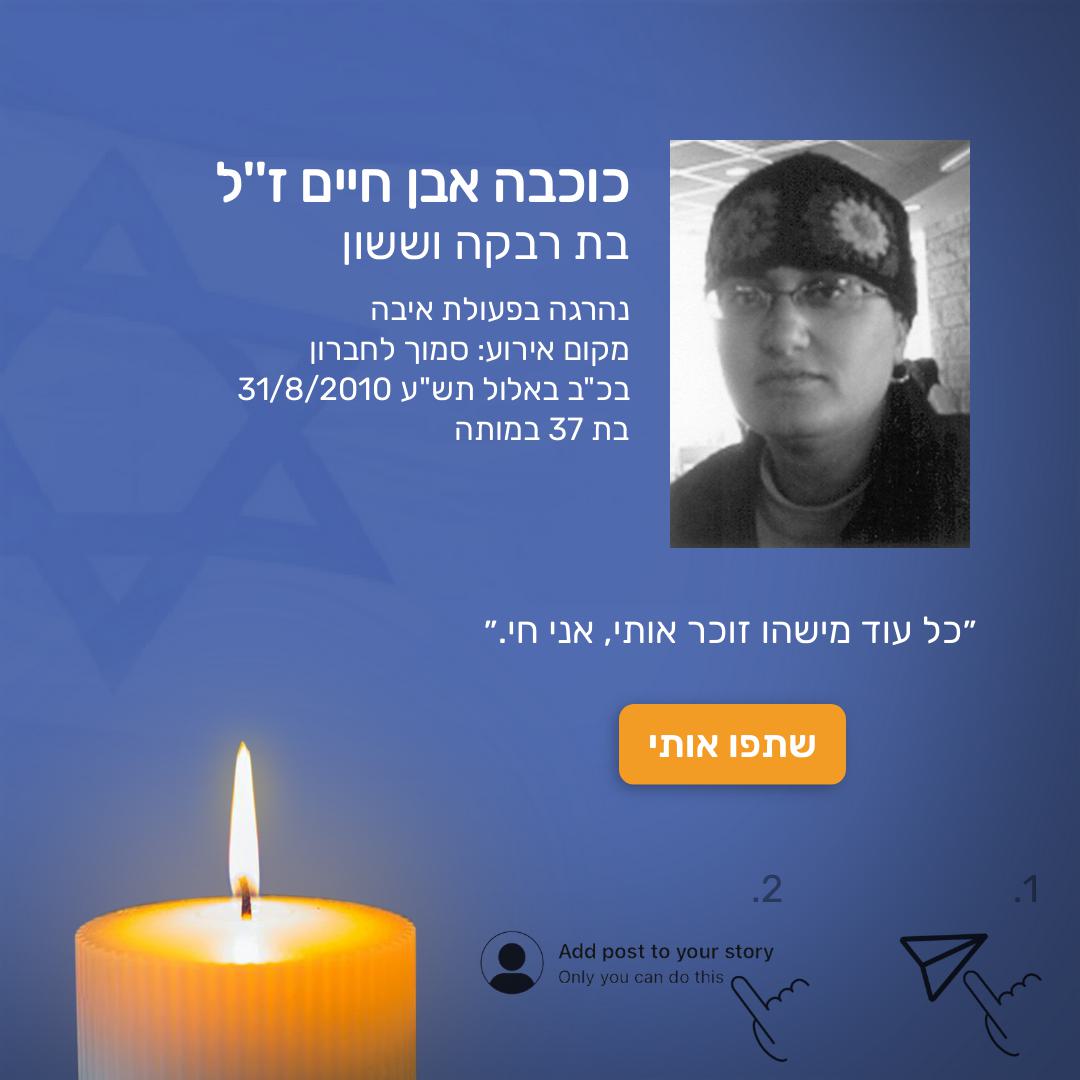 כוכבה אבן חיים ז"ל
בת רבקה וששון
נהרגה בפעולת איבה
מקום אירוע: סמוך לחברון
בכ"ב באלול תש"ע 31/8/2010
בת 37 במותה
״כל עוד מישהו זוכר אותי, אני חי.״
שתפו אותי
1.
2.
Add post to your story
Only you can do this